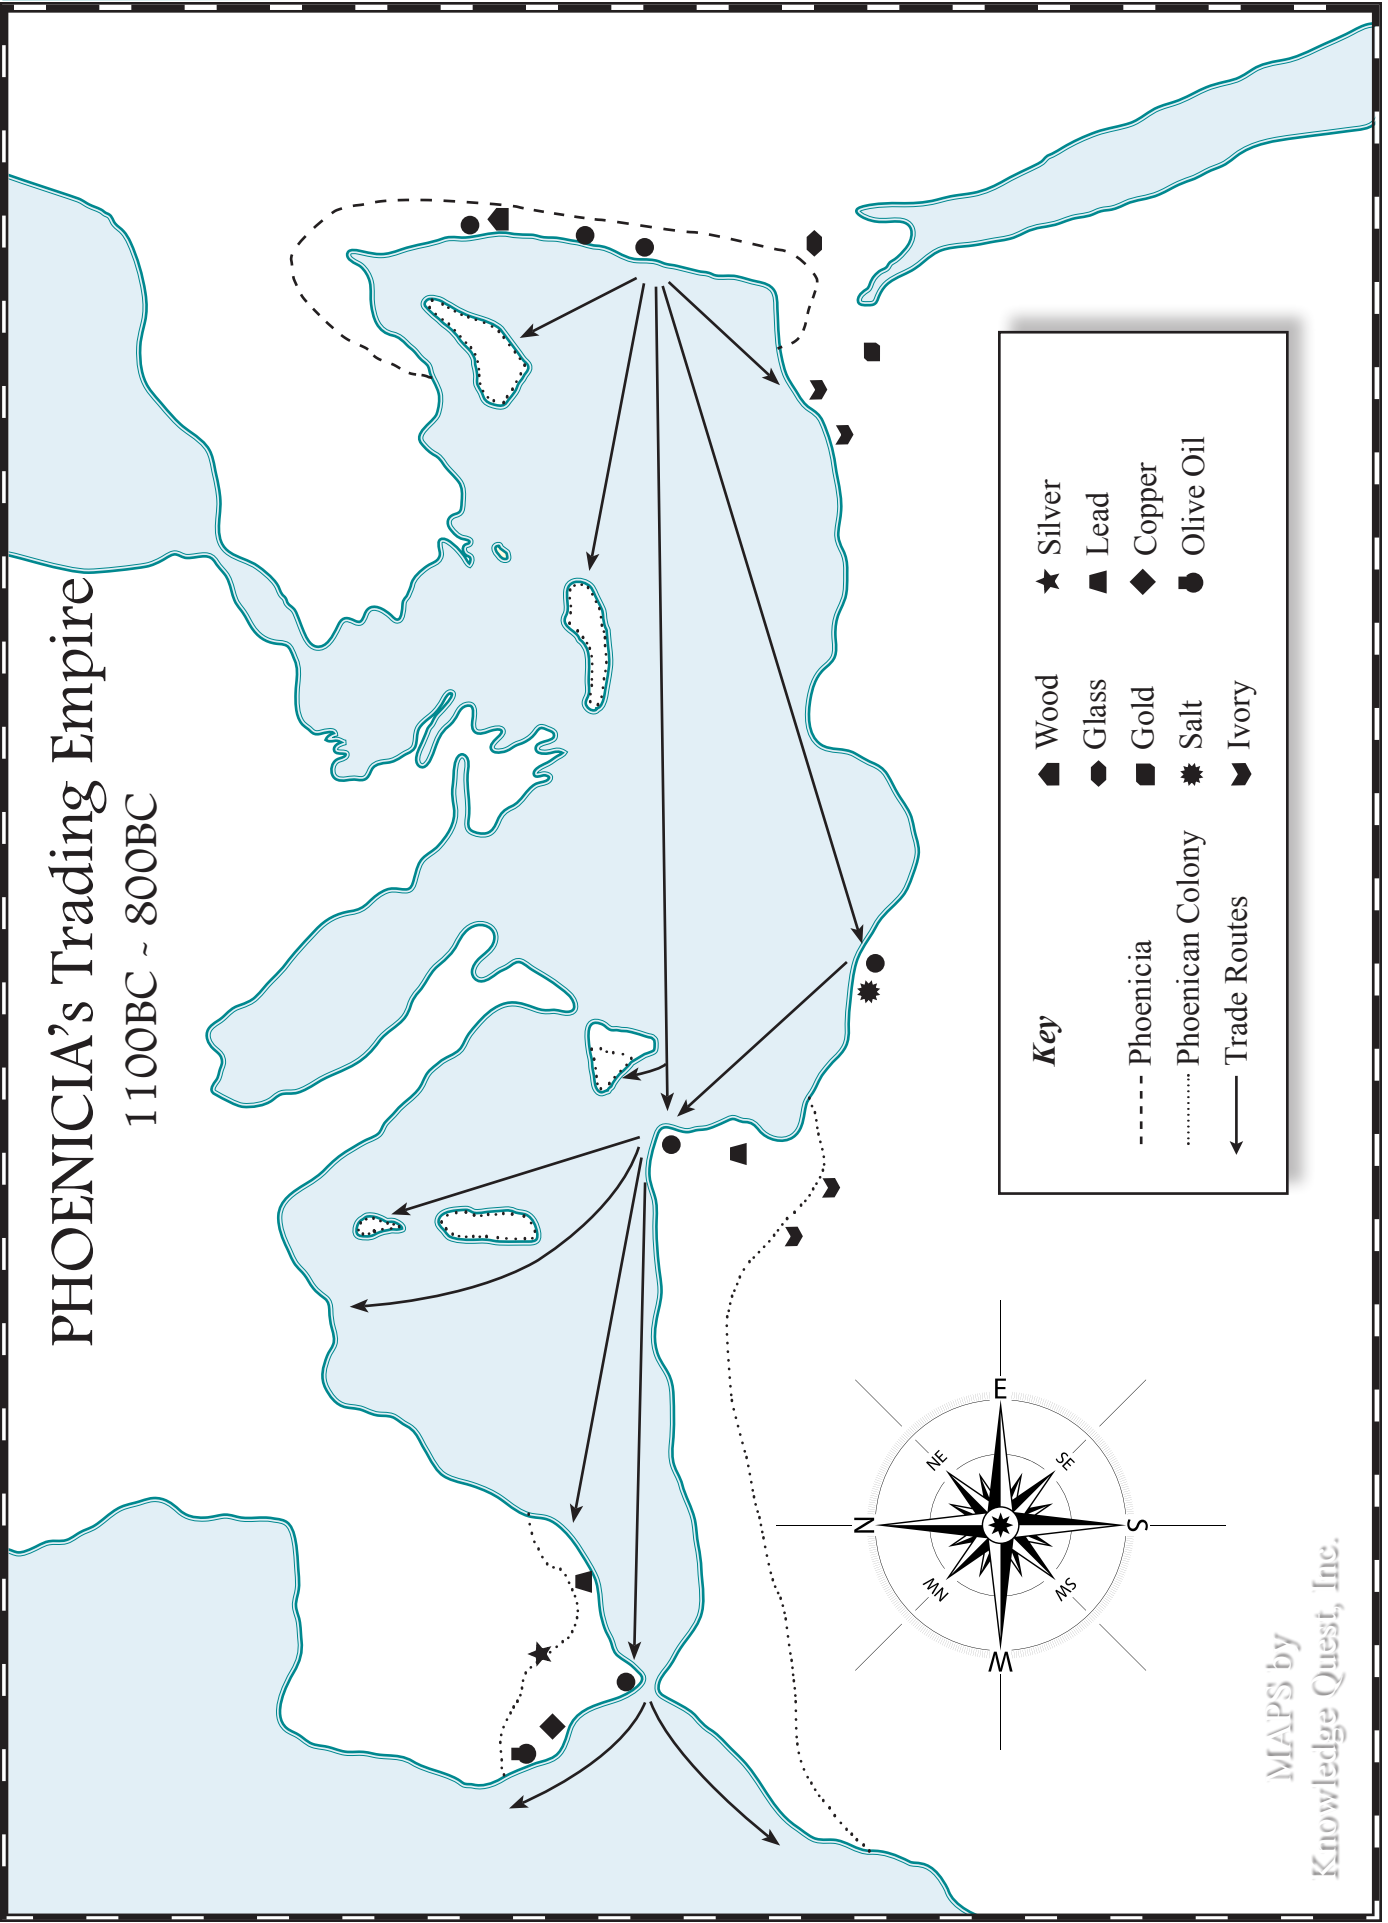 PHOENICIA's Trading Empire
1100BC ~ 800BC
Key
Phoenicia
Phoenican Colony
Trade Routes
Wood
Glass
Gold
Salt
Ivory
Silver
Lead
Copper
Olive Oil
N
NE
E
SE
S
SW
W
NW
MAPS by
Knowledge Quest, Inc.